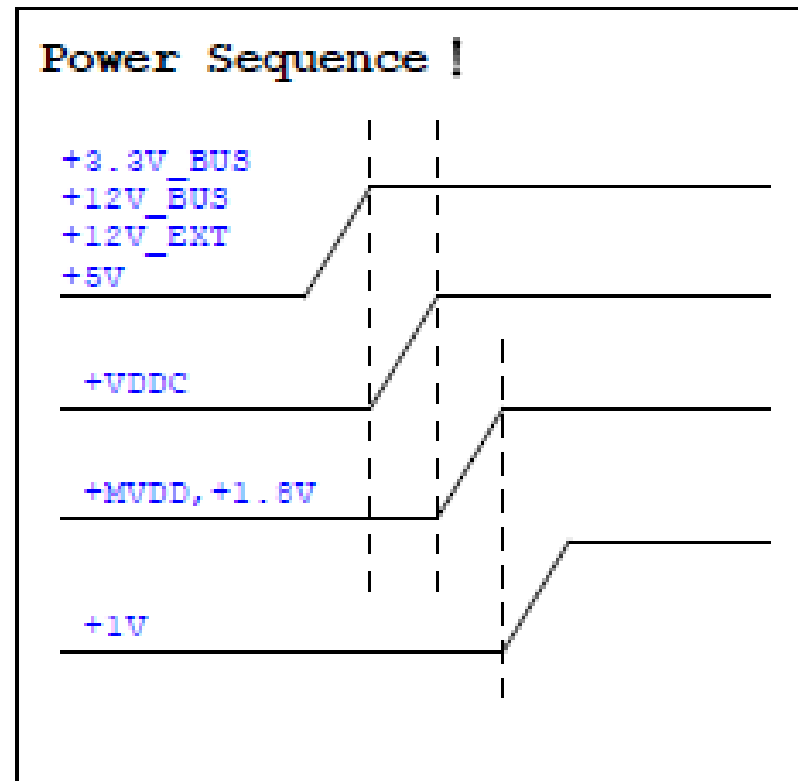 Power Sequence !
+3.3V_BUS
+12V_BUS
+12V_EXT
+5V
+VDDC
+MVDD,+1.8V
+1V